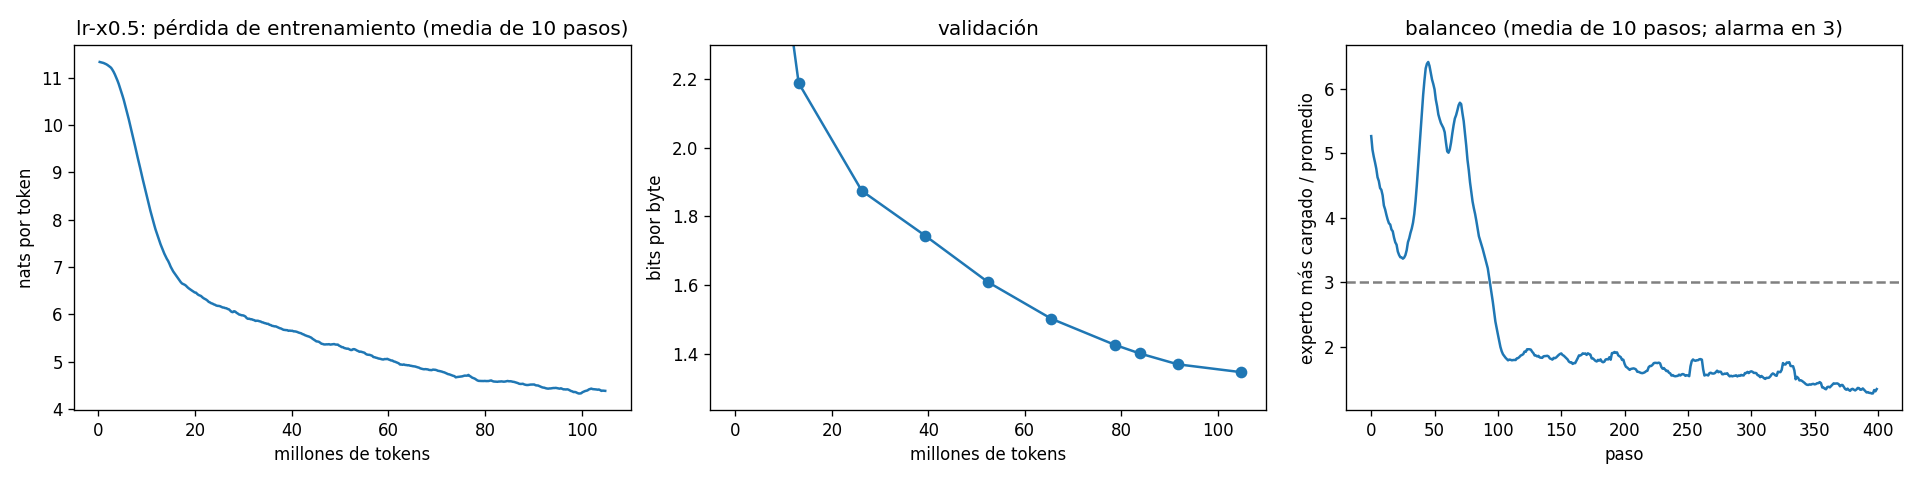 lr-x0.5: pérdida de entrenamiento (media de 10 pasos)
nats por token
11
10
9
8
7
6
5
4
0 20 40 60 80 100
millones de tokens
validación
bits por byte
2.2
2.0
1.8
1.6
1.4
0 20 40 60 80 100
millones de tokens
balanceo (media de 10 pasos; alarma en 3)
experto más cargado / promedio
6
5
4
3
2
0 50 100 150 200 250 300 350 400
paso